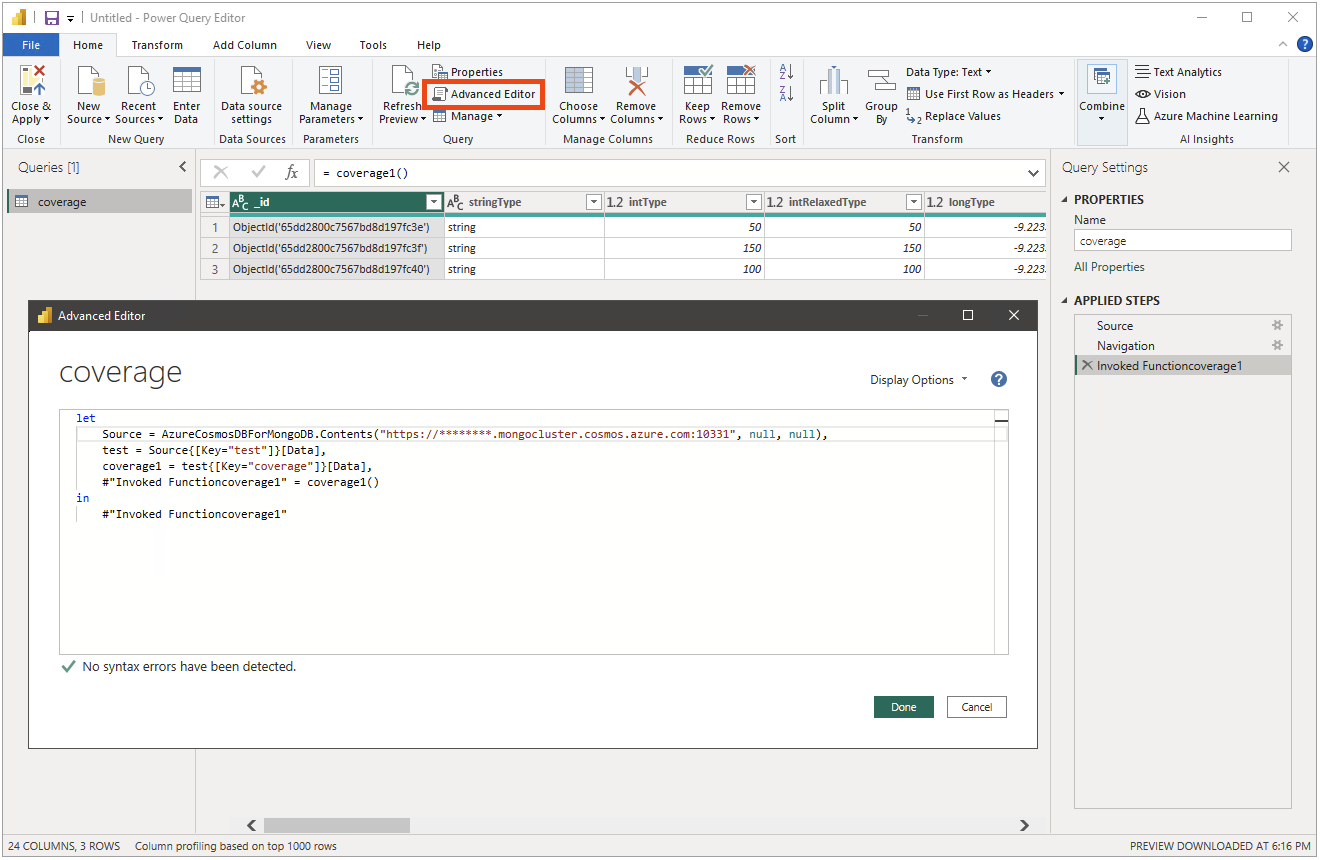 Untitled - Power Query Editor
File Home Transform Add Column View Tools Help
Close & Apply
Close
New Source
Recent Sources
Enter Data
New Query
Data source settings
Data Sources
Manage Parameters
Parameters
Refresh Preview
Properties
Advanced Editor
Manage
Query
Choose Columns
Remove Columns
Manage Columns
Keep Rows
Remove Rows
Reduce Rows
Sort
Split Column
Group By
Data Type: Text
Use First Row as Headers
Replace Values
Transform
Combine
Text Analytics
Vision
Azure Machine Learning
AI Insights
Queries [1]
coverage
fx = coverage1()
ABC _id ABC stringType 1.2 intType 1.2 intRelaxedType 1.2 longType
1 ObjectId('65dd2800c7567bd8d197fc3e') string 50 50 -9.223
2 ObjectId('65dd2800c7567bd8d197fc3f') string 150 150 -9.223
3 ObjectId('65dd2800c7567bd8d197fc40') string 100 100 -9.223
Query Settings
PROPERTIES
Name
coverage
All Properties
APPLIED STEPS
Source
Navigation
Invoked Functioncoverage1
Advanced Editor
coverage
Display Options
let
Source = AzureCosmosDBForMongoDB.Contents("https://********.mongocluster.cosmos.azure.com:10331", null, null),
test = Source{[Key="test"]}[Data],
coverage1 = test{[Key="coverage"]}[Data],
#"Invoked Functioncoverage1" = coverage1()
in
#"Invoked Functioncoverage1"
No syntax errors have been detected.
Done Cancel
24 COLUMNS, 3 ROWS Column profiling based on top 1000 rows PREVIEW DOWNLOADED AT 6:16 PM